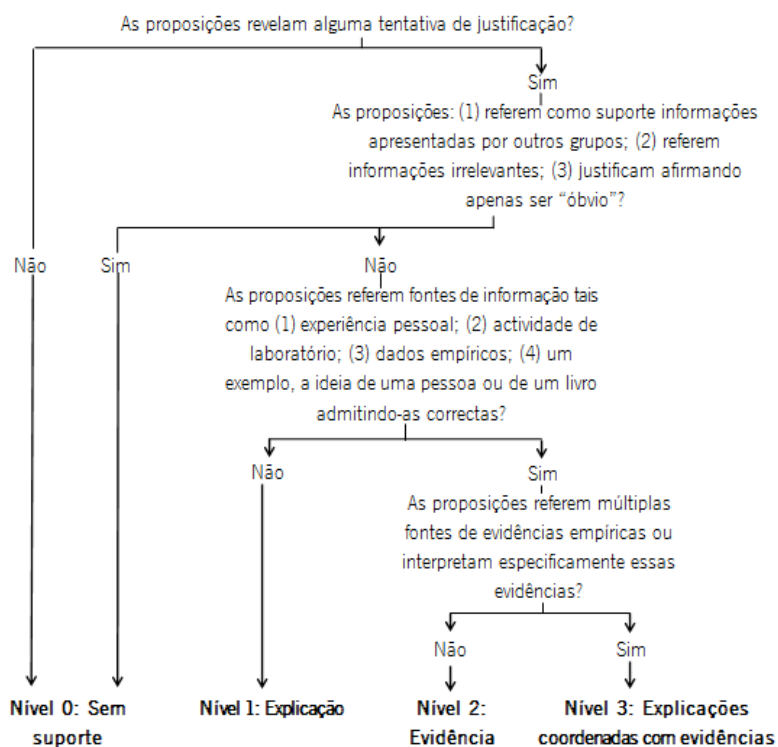 As proposições revelam alguma tentativa de justificação?
Sim
As proposições: (1) referem como suporte informações
apresentadas por outros grupos; (2) referem
informações irrelevantes; (3) justificam afirmando
apenas ser “óbvio”?
Não
Sim
Não
As proposições referem fontes de informação tais
como (1) experiência pessoal; (2) actividade de
laboratório; (3) dados empíricos; (4) um
exemplo, a ideia de uma pessoa ou de um livro
admitindo-as correctas?
Não
Sim
As proposições referem múltiplas
fontes de evidências empíricas ou
interpretam especificamente essas
evidências?
Não
Sim
Nível 0: Sem
suporte
Nível 1: Explicação
Nível 2:
Evidência
Nível 3: Explicações
coordenadas com evidências